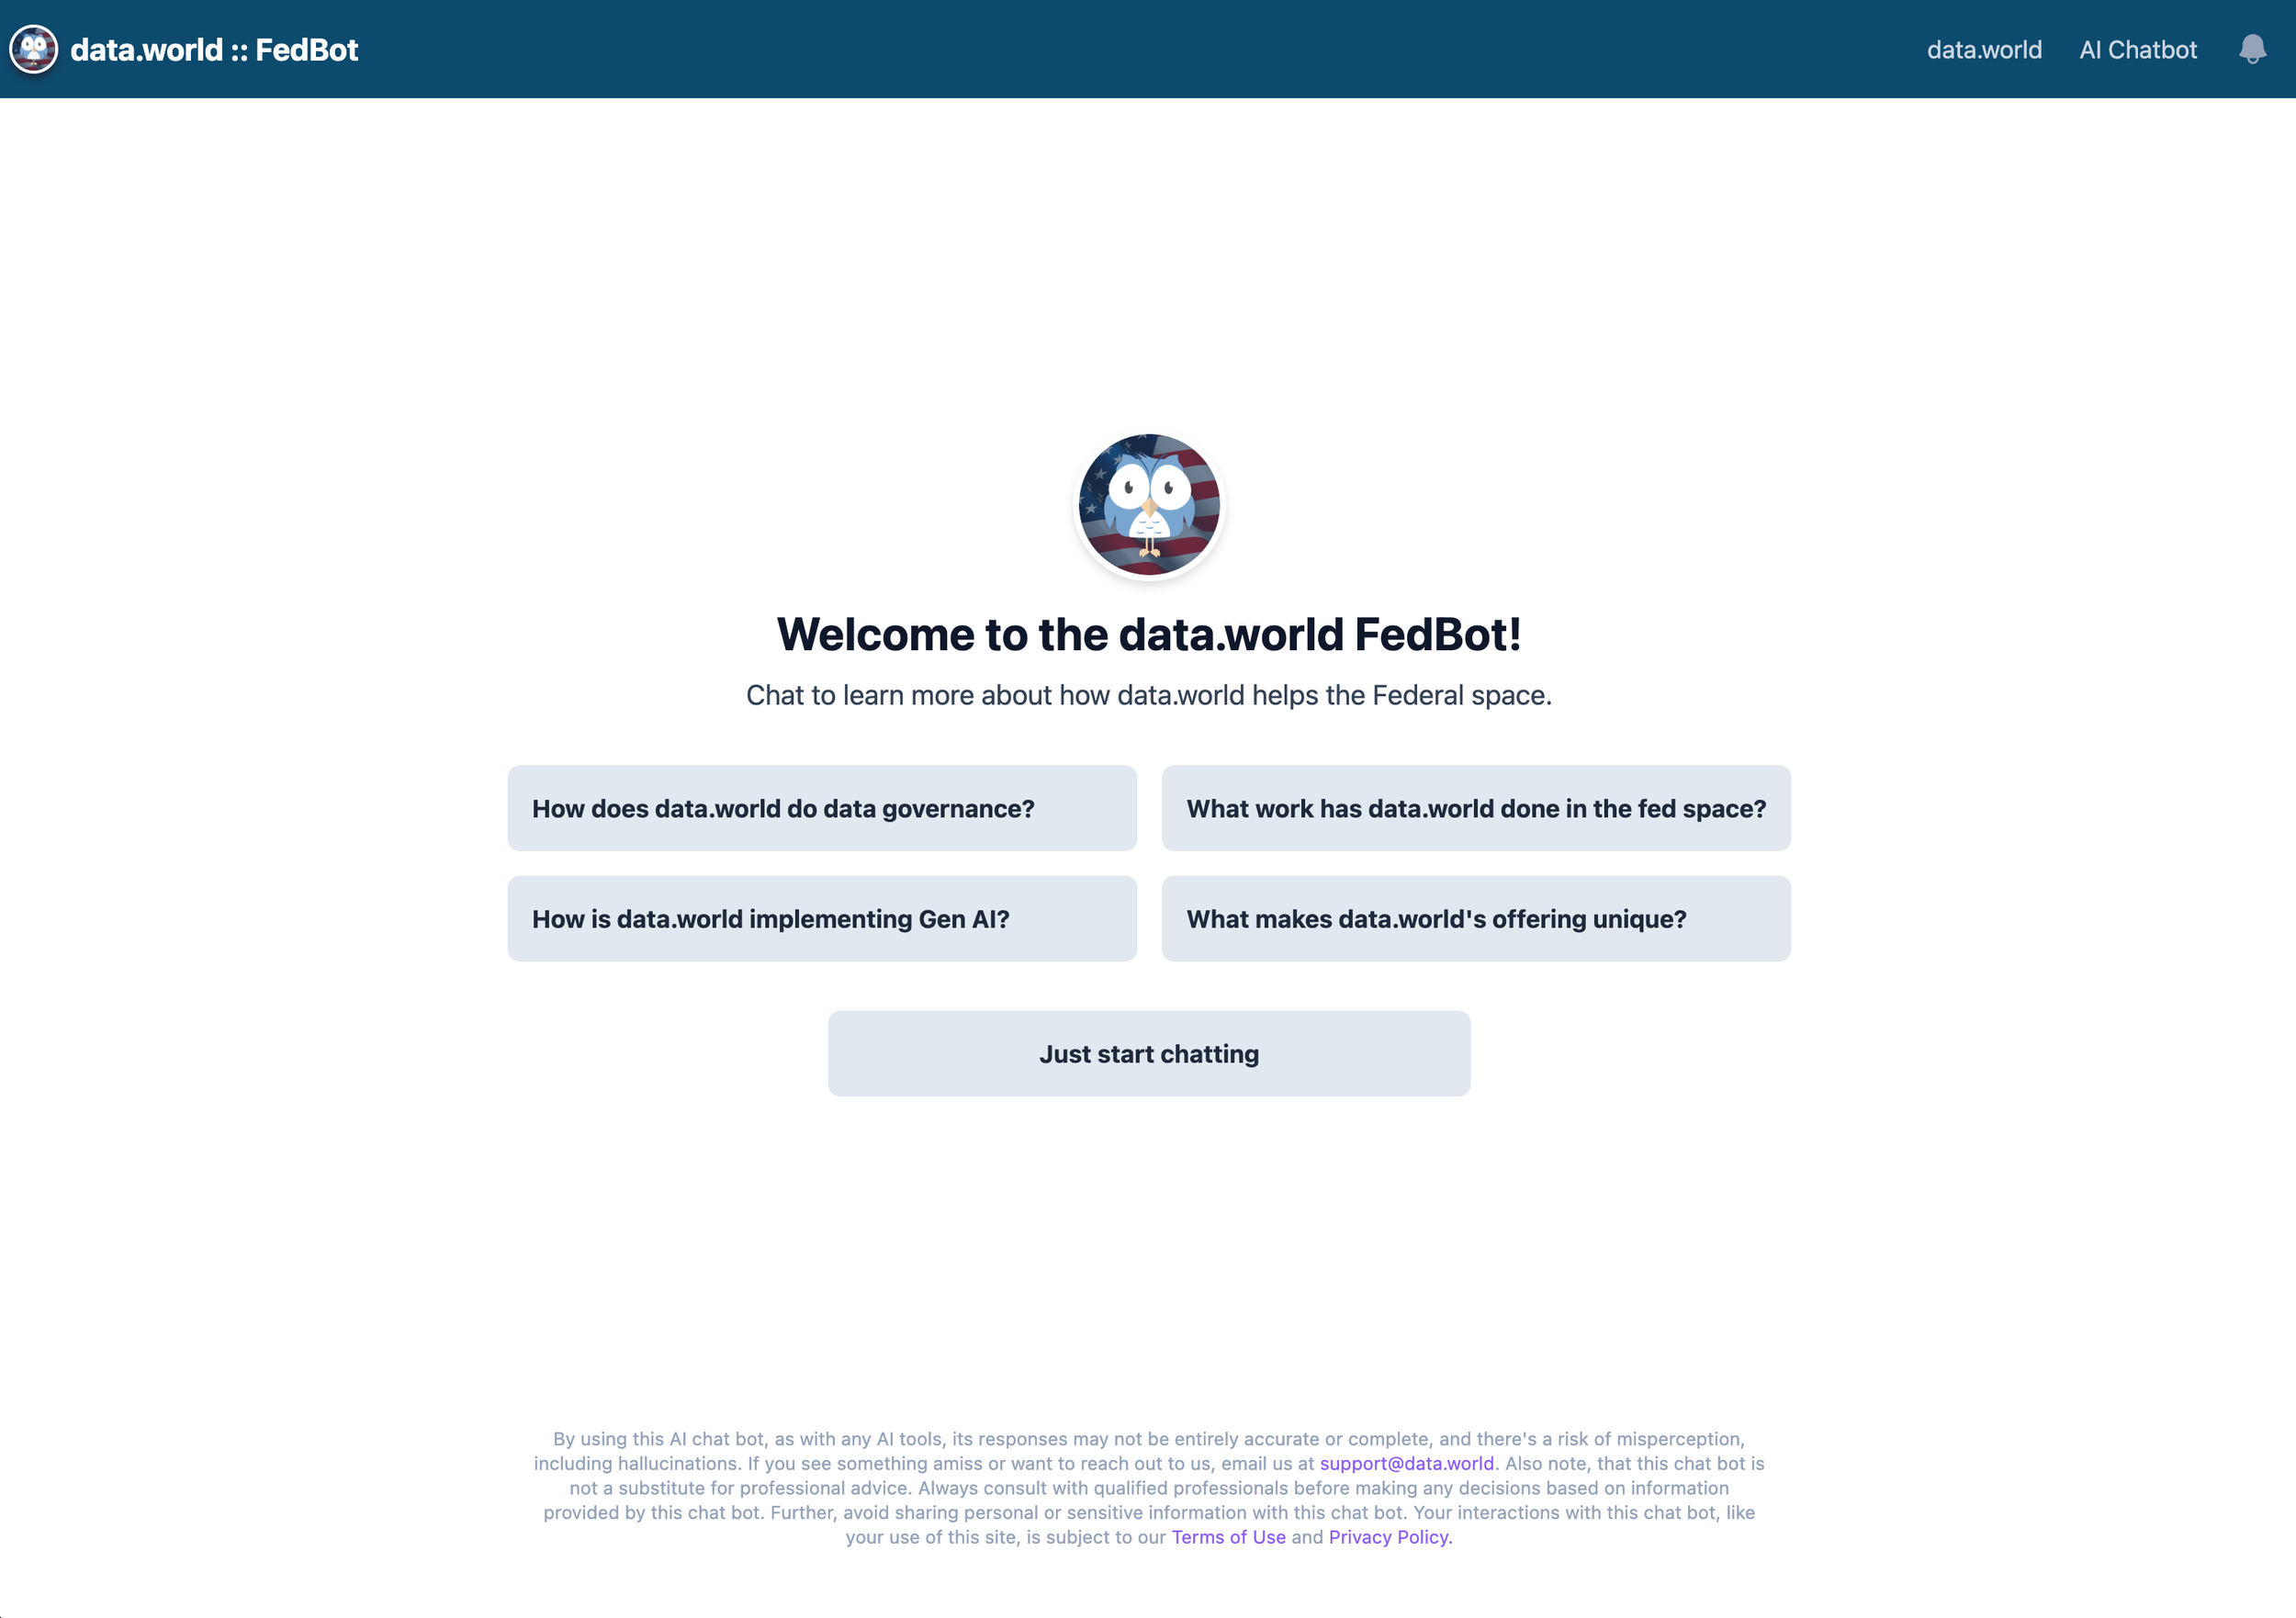 data.world :: FedBot
data.world
AI Chatbot
Welcome to the data.world FedBot!
Chat to learn more about how data.world helps the Federal space.
How does data.world do data governance?
What work has data.world done in the fed space?
How is data.world implementing Gen AI?
What makes data.world's offering unique?
Just start chatting
By using this AI chat bot, as with any AI tools, its responses may not be entirely accurate or complete, and there's a risk of misperception,
including hallucinations. If you see something amiss or want to reach out to us, email us at support@data.world. Also note, that this chat bot is
not a substitute for professional advice. Always consult with qualified professionals before making any decisions based on information
provided by this chat bot. Further, avoid sharing personal or sensitive information with this chat bot. Your interactions with this chat bot, like
your use of this site, is subject to our Terms of Use and Privacy Policy.